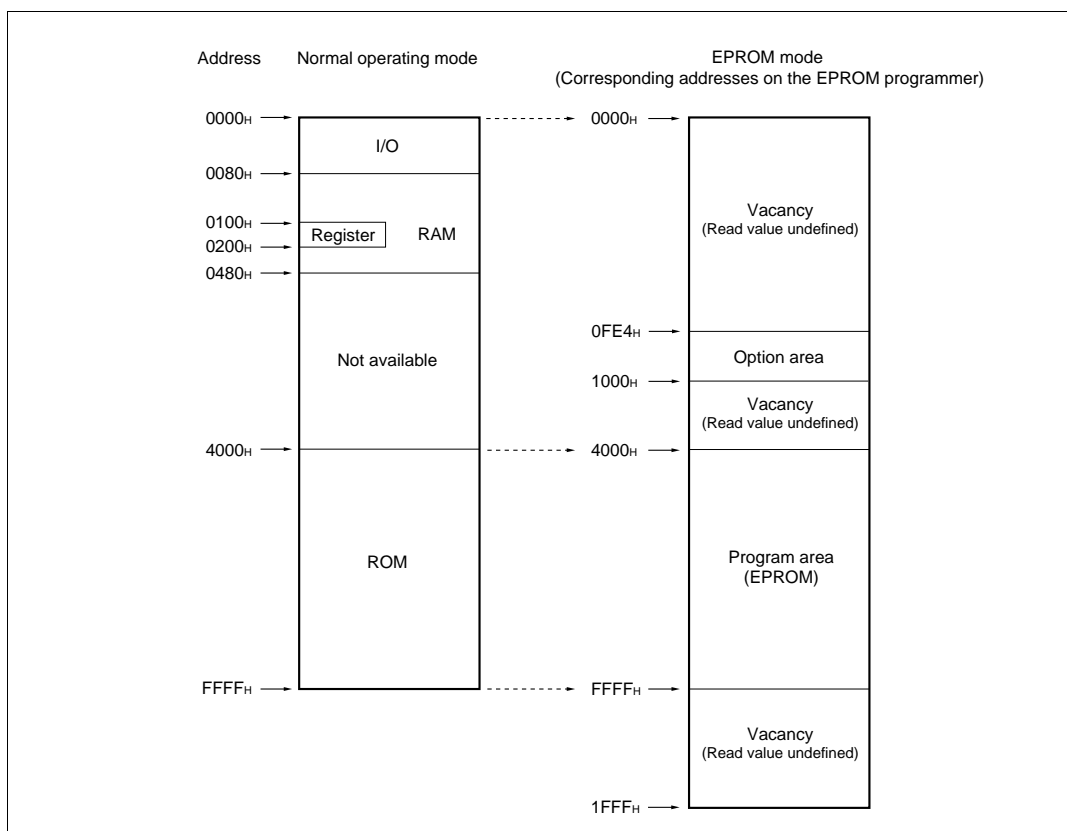 Address Normal operating mode EPROM mode
(Corresponding addresses on the EPROM programmer)
0000H 0000H
I/O
0080H
Vacancy
(Read value undefined)
0100H
Register RAM
0200H
0480H
0FE4H
Not available Option area
1000H
Vacancy
(Read value undefined)
4000H 4000H
ROM Program area
(EPROM)
FFFFH FFFFH
Vacancy
(Read value undefined)
1FFFH